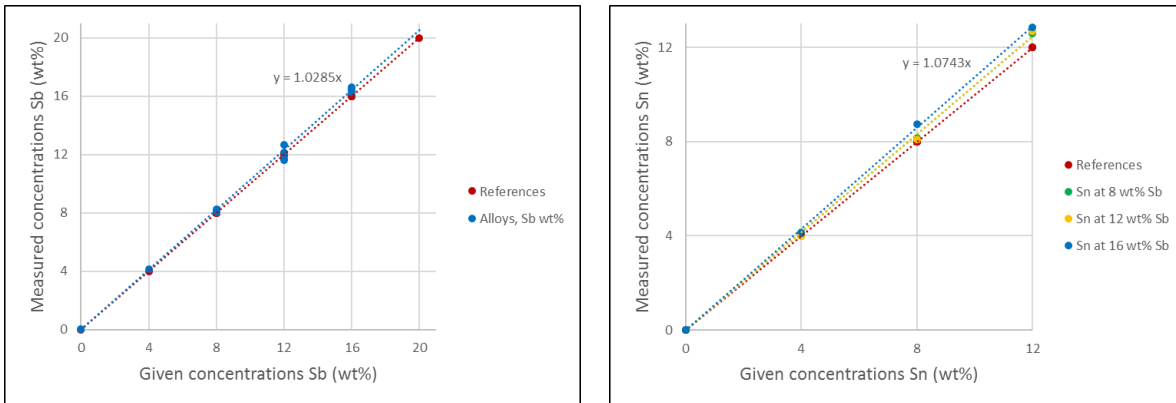 Measured concentrations Sb (wt%)
20
16
12
8
4
0
y = 1.0285x
0 4 8 12 16 20
Given concentrations Sb (wt%)
References
Alloys, Sb wt%
Measured concentrations Sn (wt%)
12
8
4
0
y = 1.0743x
0 4 8 12
Given concentrations Sn (wt%)
References
Sn at 8 wt% Sb
Sn at 12 wt% Sb
Sn at 16 wt% Sb